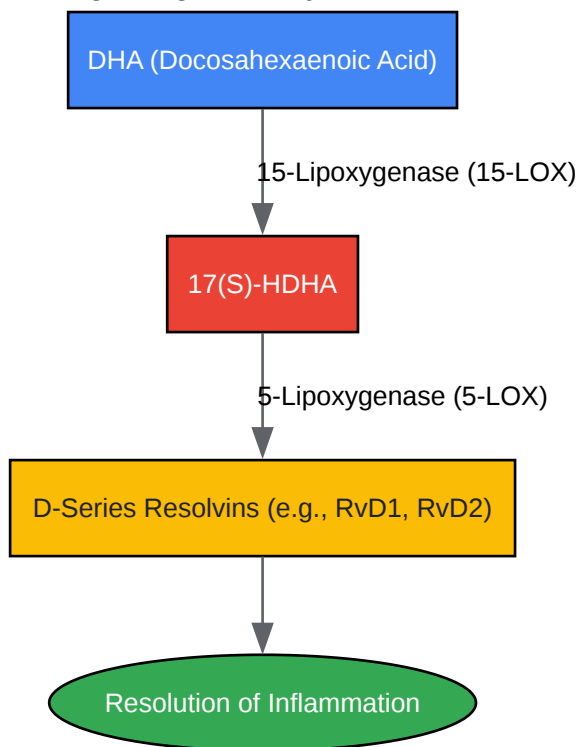 DHA (Docosahexaenoic Acid)
15-Lipoxygenase (15-LOX)
17(S)-HDHA
5-Lipoxygenase (5-LOX)
D-Series Resolvins (e.g., RvD1, RvD2)
Resolution of Inflammation